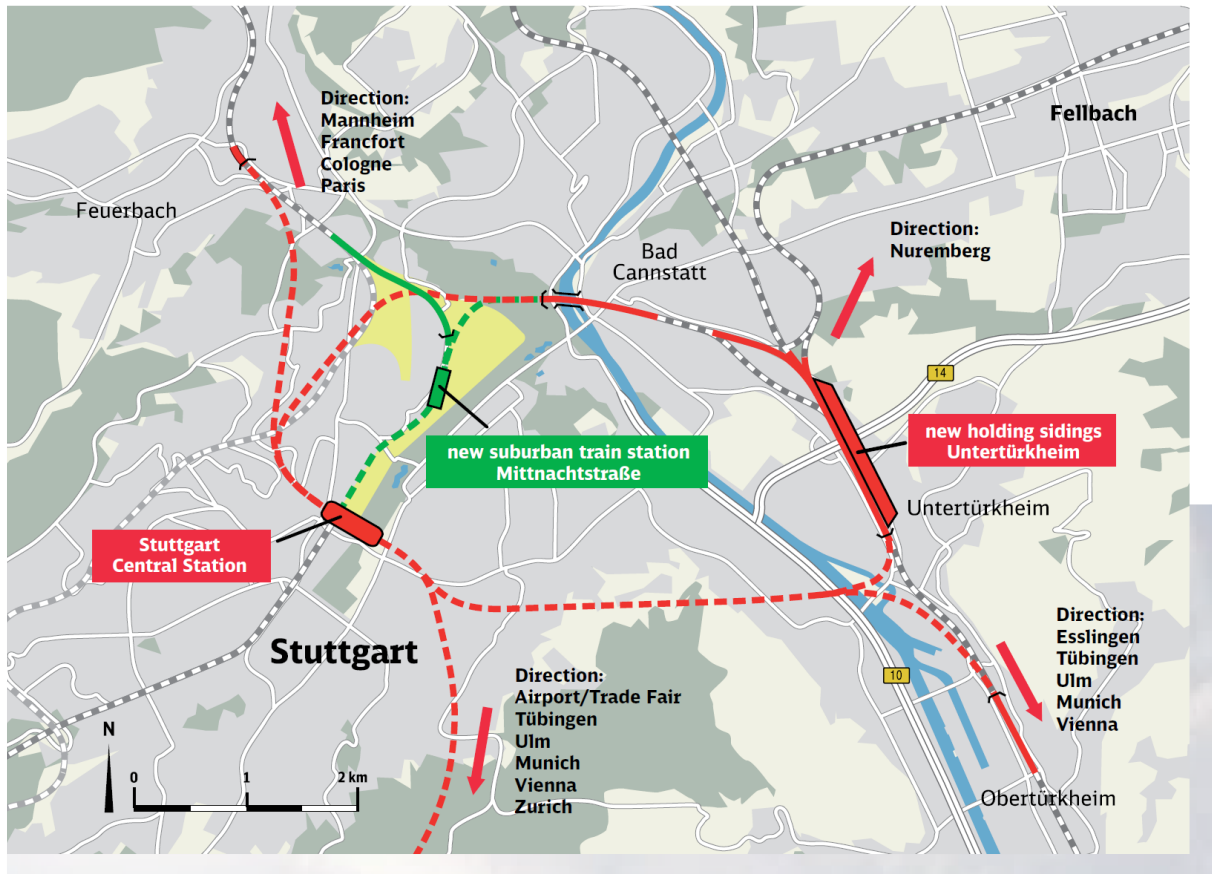 Direction:
Mannheim
Francfort
Cologne
Paris
Fellbach
Feuerbach
Direction:
Nuremberg
Bad
Cannstatt
14
new suburban train station
Mittnachtstraße
new holding sidings
Untertürkheim
Untertürkheim
Stuttgart
Central Station
Stuttgart
Direction:
Esslingen
Tübingen
Ulm
Munich
Vienna
10
Direction:
Airport/Trade Fair
Tübingen
Ulm
Munich
Vienna
Zurich
N
0 1 2 km
Obertürkheim